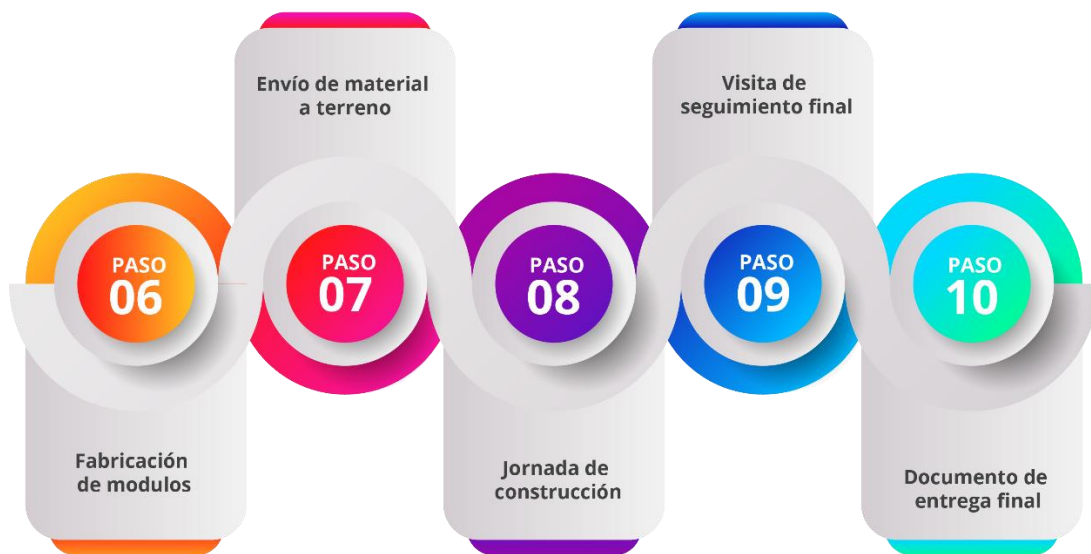 PASO
06
Fabricación
de modulos
Envío de material
a terreno
PASO
07
PASO
08
Jornada de
construcción
Visita de
seguimiento final
PASO
09
PASO
10
Documento de
entrega final